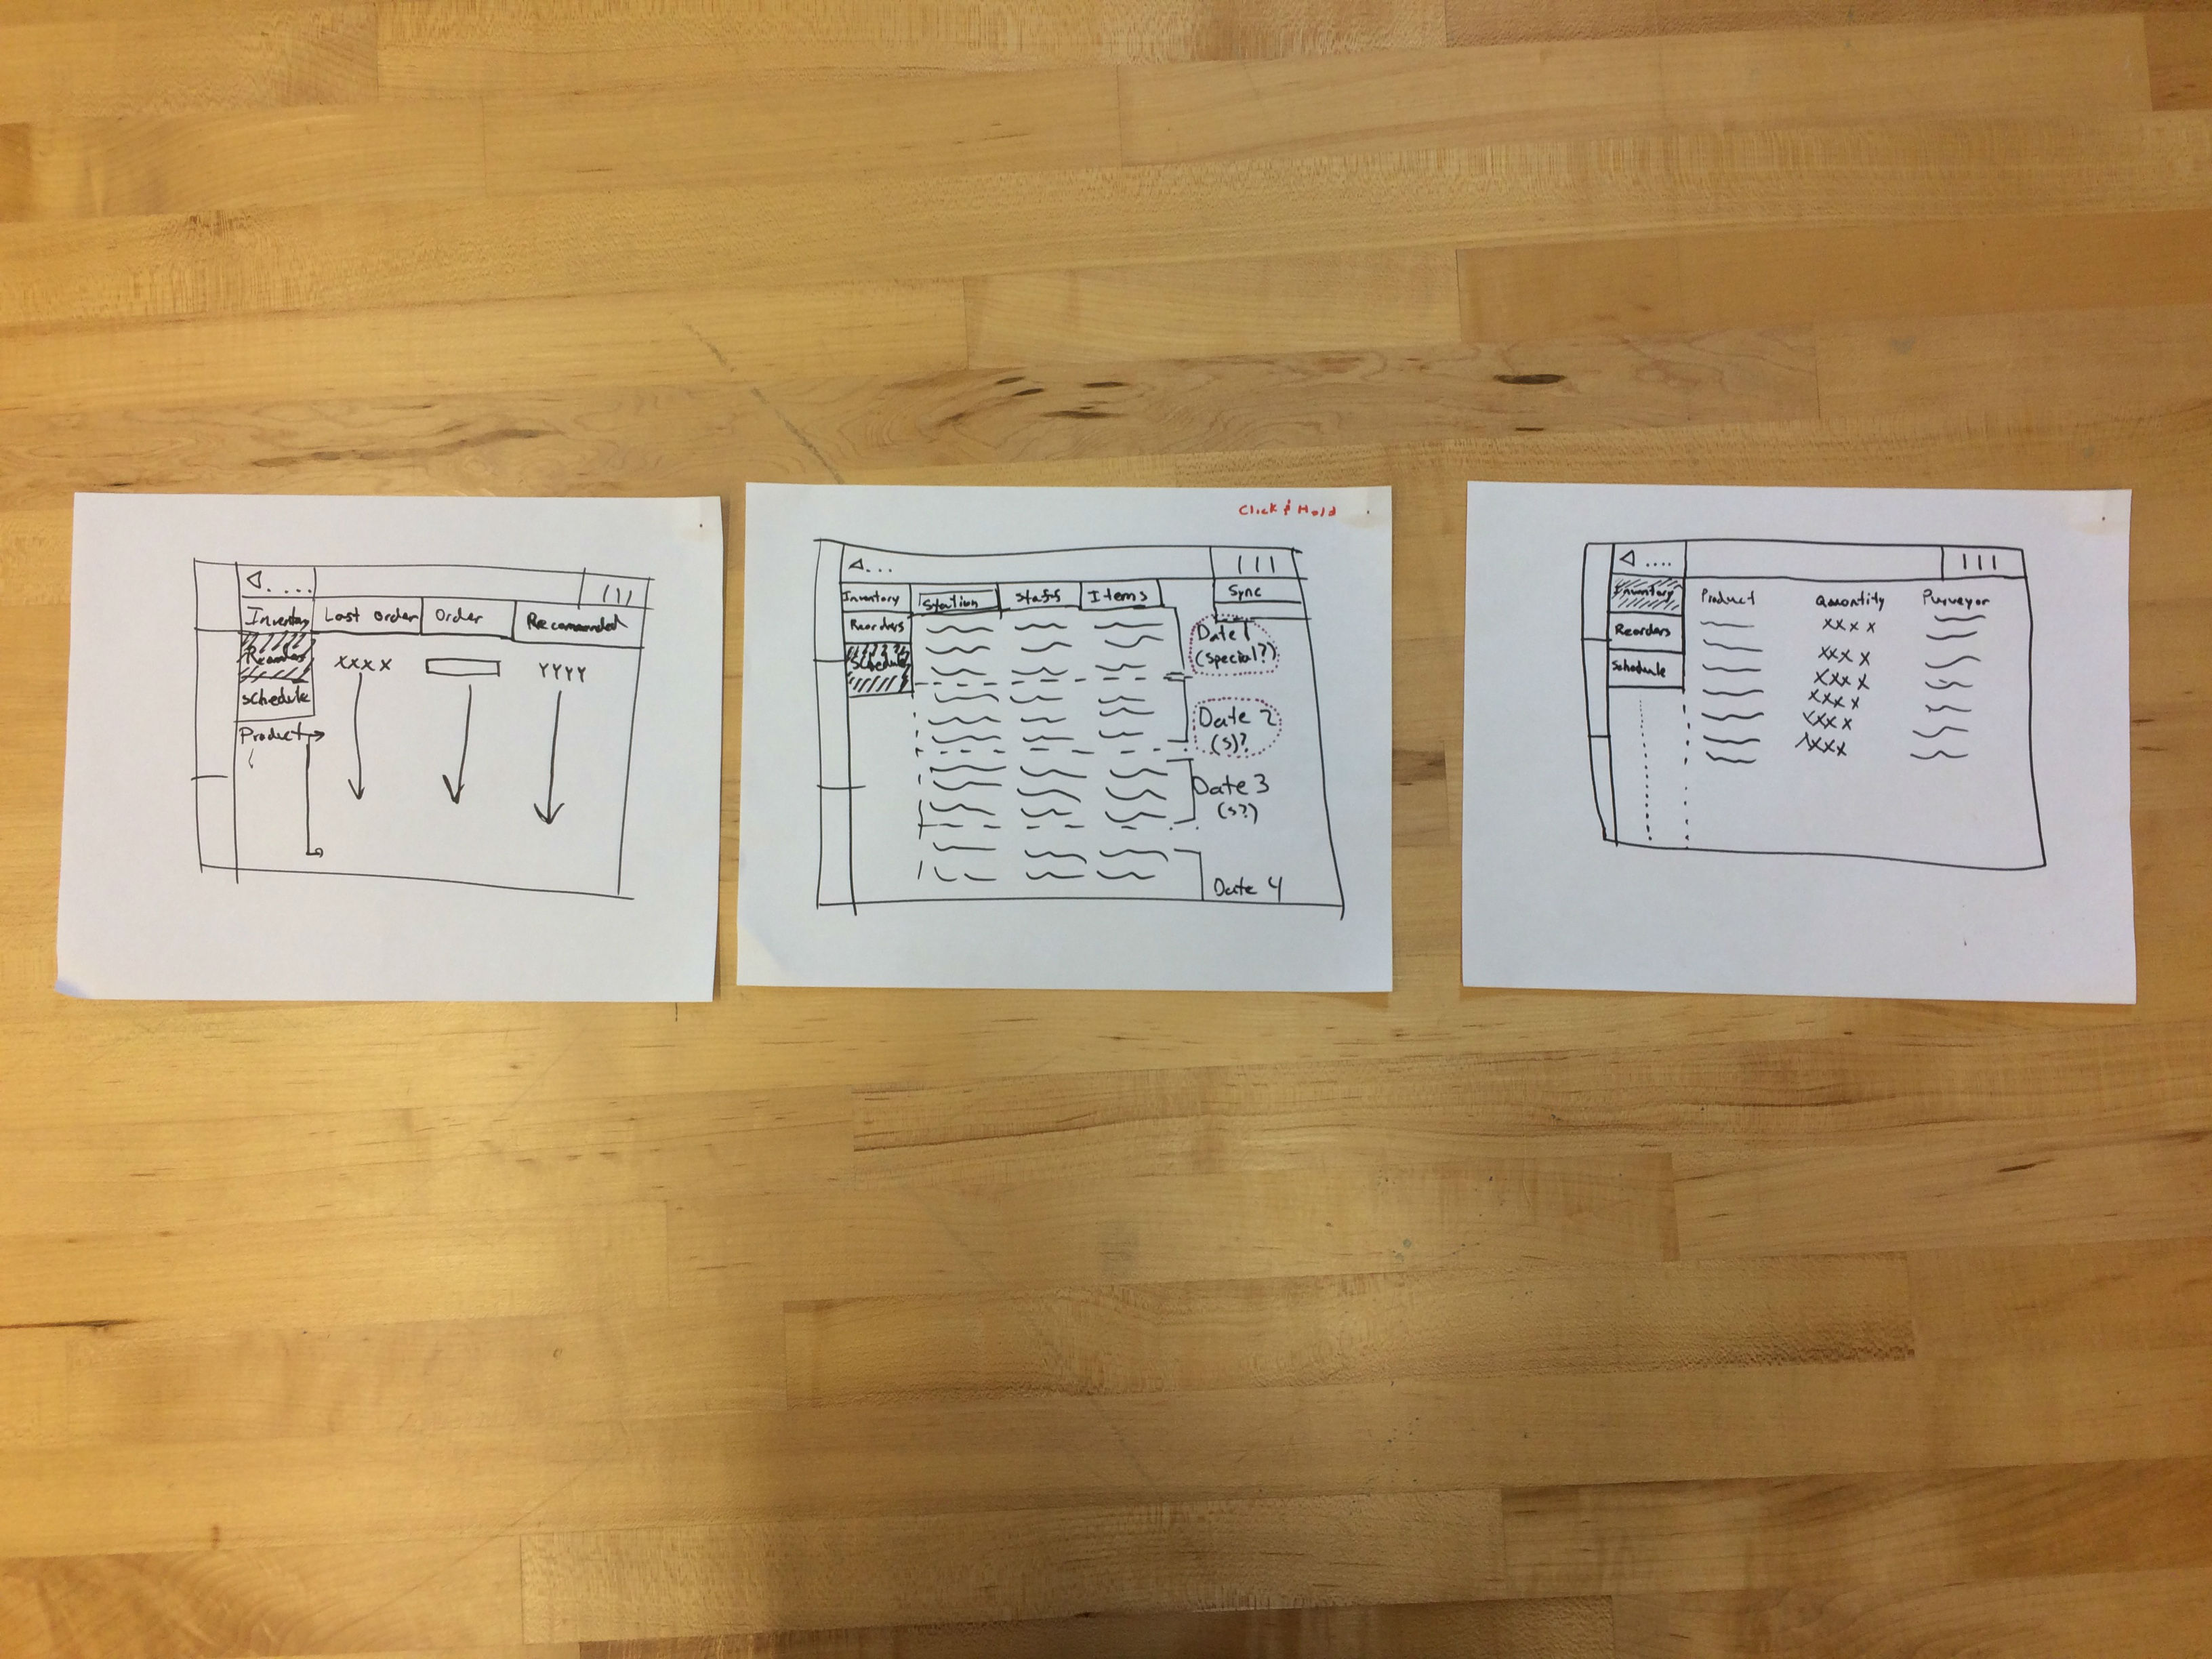 Inventory Last order Order Recommended
Reorders
xxxx YYYY
Schedule
Product
Click & Hold
Inventory Station Staff Items Sync
Reorders
Schedule
Date 1
(special?)
Date 2
(s)?
Date 3
(s?)
Date 4
Inventory Product Quantity Purveyor
xxxx
Reorders
xxxx
Schedule
xxxx
xxxx
xxxx
xxxx